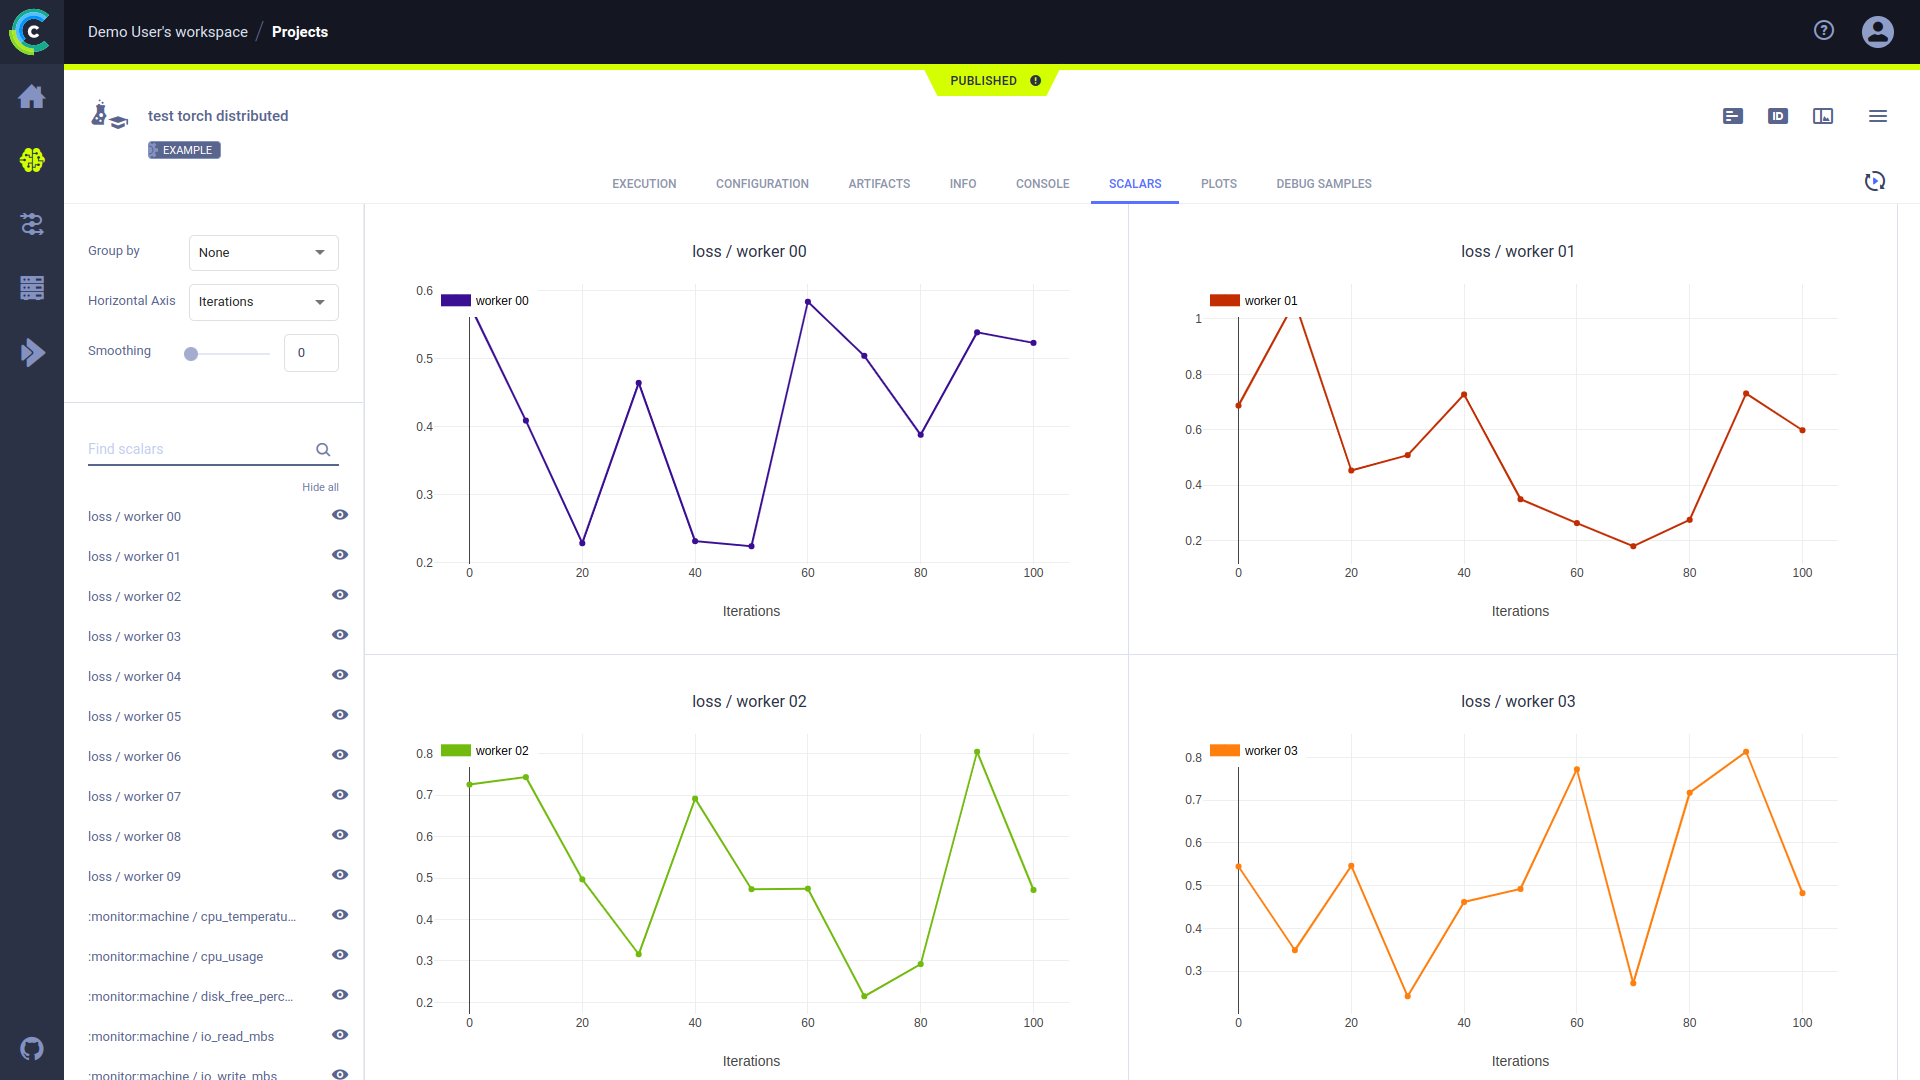 Demo User's workspace / Projects
PUBLISHED
test torch distributed
EXAMPLE
ID
EXECUTION CONFIGURATION ARTIFACTS INFO CONSOLE SCALARS PLOTS DEBUG SAMPLES
Group by None
Horizontal Axis Iterations
Smoothing 0
Find scalars
Hide all
loss / worker 00
loss / worker 01
loss / worker 02
loss / worker 03
loss / worker 04
loss / worker 05
loss / worker 06
loss / worker 07
loss / worker 08
loss / worker 09
:monitor:machine / cpu_temperatu...
:monitor:machine / cpu_usage
:monitor:machine / disk_free_perc...
:monitor:machine / io_read_mbs
:monitor:machine / io_write_mbs
loss / worker 00
worker 00
0.6
0.5
0.4
0.3
0.2
0 20 40 60 80 100
Iterations
loss / worker 01
worker 01
1
0.8
0.6
0.4
0.2
0 20 40 60 80 100
Iterations
loss / worker 02
worker 02
0.8
0.7
0.6
0.5
0.4
0.3
0.2
0 20 40 60 80 100
Iterations
loss / worker 03
worker 03
0.8
0.7
0.6
0.5
0.4
0.3
0 20 40 60 80 100
Iterations